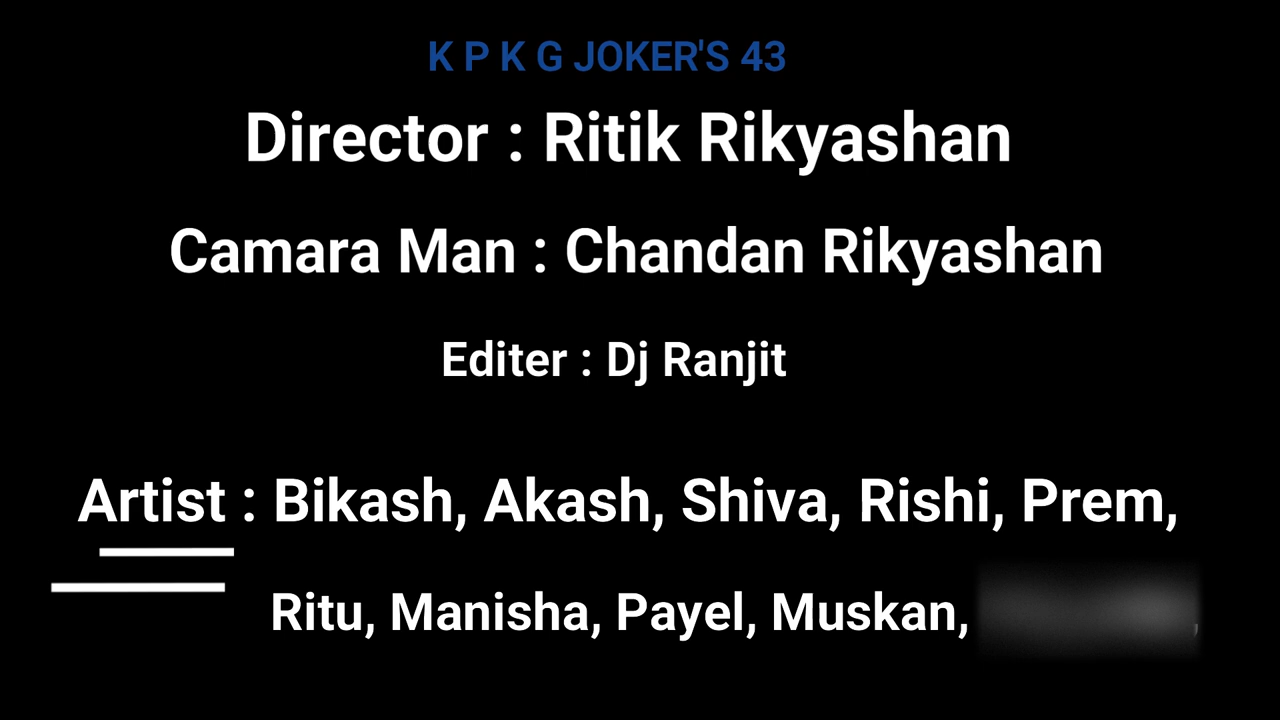 K P K G JOKER'S 43
Director : Ritik Rikyashan
Camara Man : Chandan Rikyashan
Editer : Dj Ranjit
Artist : Bikash, Akash, Shiva, Rishi, Prem,
Ritu, Manisha, Payel, Muskan,